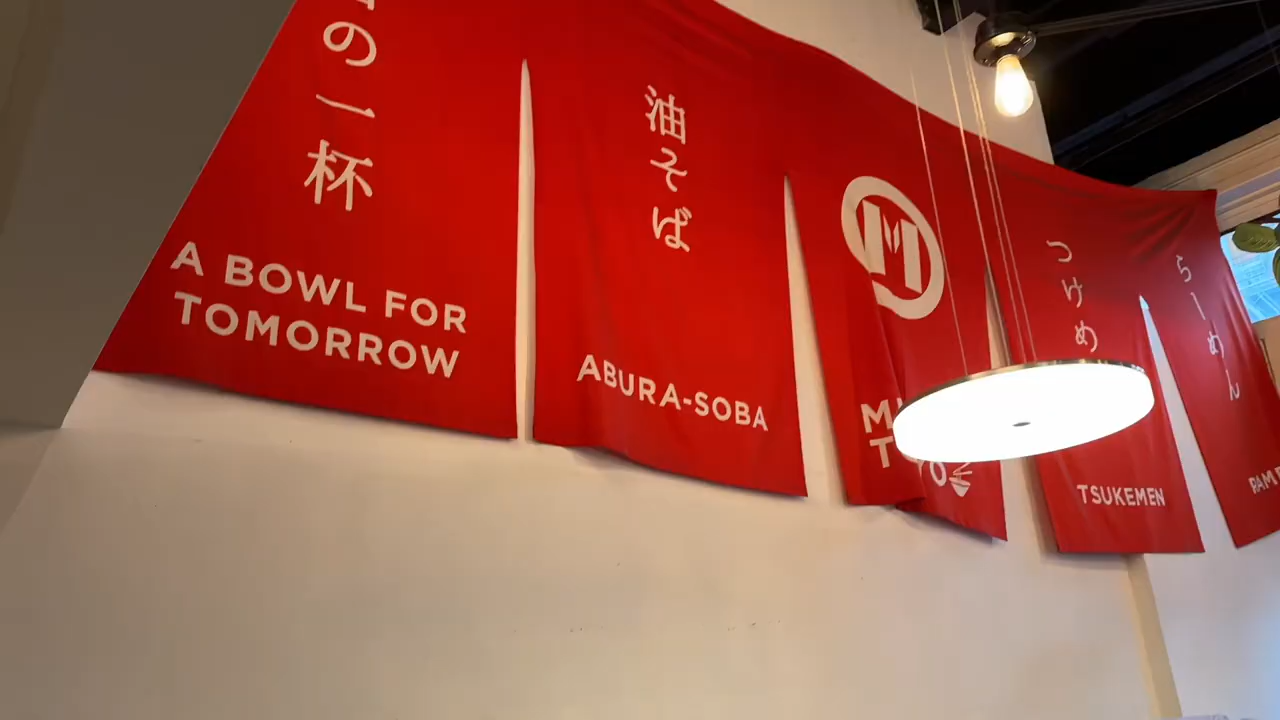 の一杯
A BOWL FOR
TOMORROW
油そば
ABURA-SOBA
M
つけめ
TSUKEMEN
らーめん